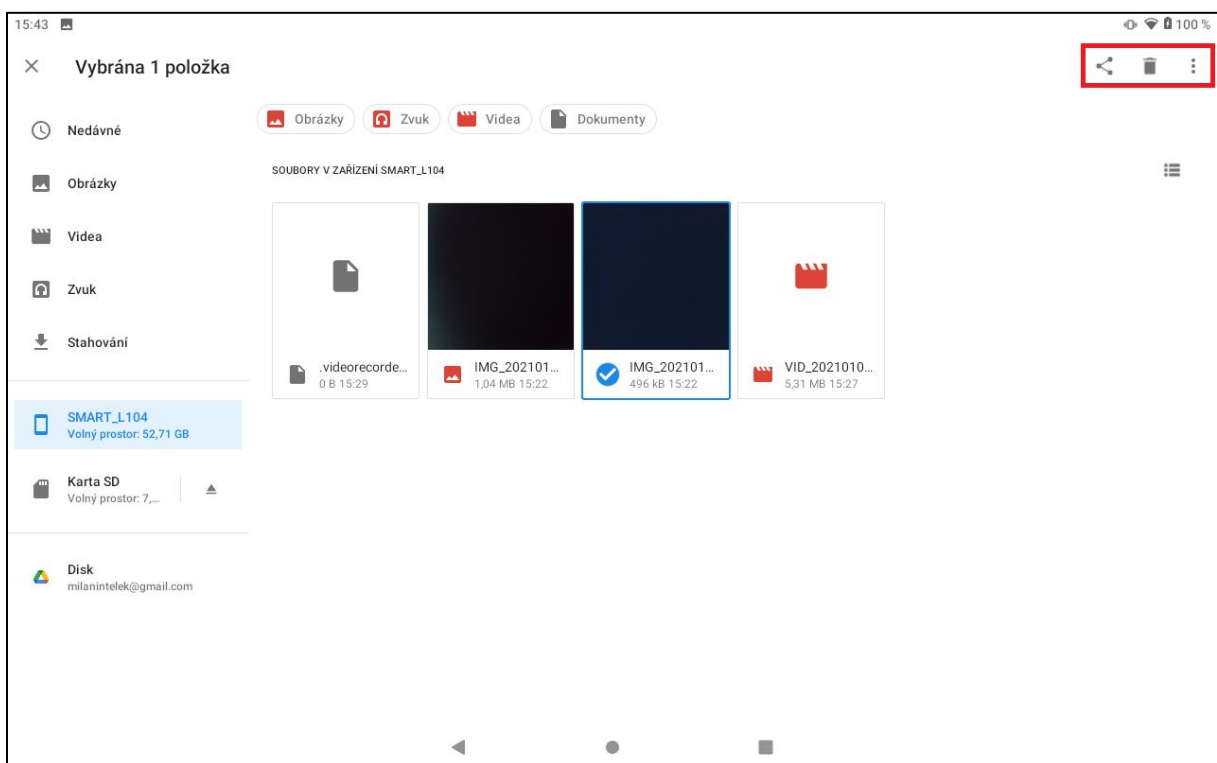 15:43
100 %
Vybrána 1 položka
Nedávné
Obrázky
Videa
Zvuk
Stahování
SMART_L104
Volný prostor: 52,71 GB
Karta SD
Volný prostor: 7,...
Disk
milanintelek@gmail.com
Obrázky
Zvuk
Videa
Dokumenty
SOUBORY V ZAŘÍZENÍ SMART_L104
.videorecorde...
0 B 15:29
IMG_202101...
1,04 MB 15:22
IMG_202101...
496 kB 15:22
VID_2021010...
5,31 MB 15:27